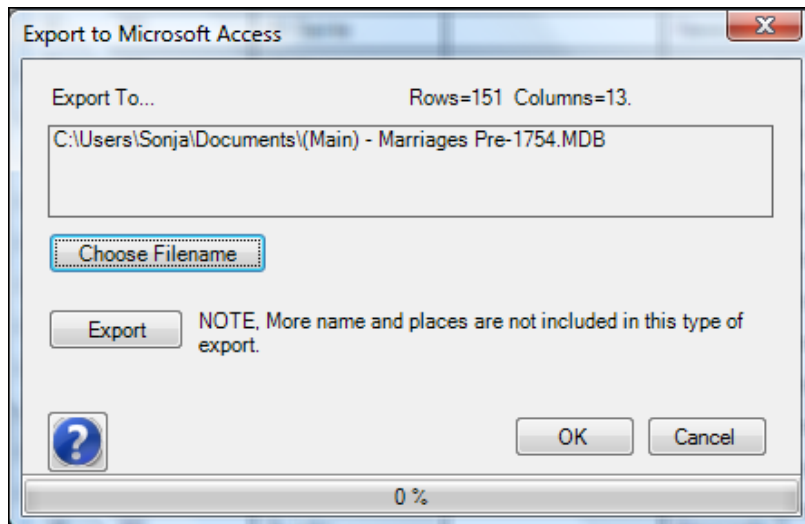 Export to Microsoft Access
X
Export To... Rows=151 Columns=13.
C:\Users\Sonja\Documents\(Main) - Marriages Pre-1754.MDB
Choose Filename
Export NOTE, More name and places are not included in this type of
export.
? OK Cancel
0 %